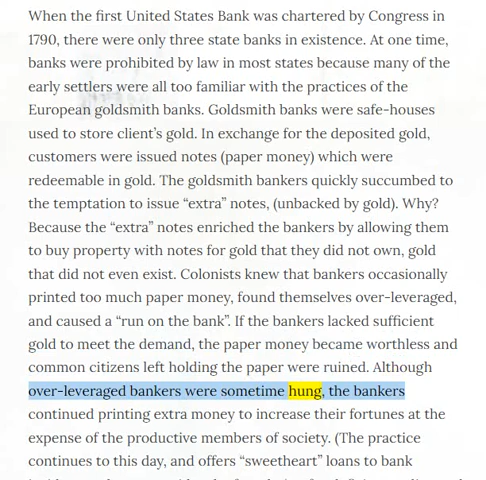 When the first United States Bank was chartered by Congress in
1790, there were only three state banks in existence. At one time,
banks were prohibited by law in most states because many of the
early settlers were all too familiar with the practices of the
European goldsmith banks. Goldsmith banks were safe-houses
used to store client’s gold. In exchange for the deposited gold,
customers were issued notes (paper money) which were
redeemable in gold. The goldsmith bankers quickly succumbed to
the temptation to issue “extra” notes, (unbacked by gold). Why?
Because the “extra” notes enriched the bankers by allowing them
to buy property with notes for gold that they did not own, gold
that did not even exist. Colonists knew that bankers occasionally
printed too much paper money, found themselves over-leveraged,
and caused a “run on the bank”. If the bankers lacked sufficient
gold to meet the demand, the paper money became worthless and
common citizens left holding the paper were ruined. Although
over-leveraged bankers were sometime hung, the bankers
continued printing extra money to increase their fortunes at the
expense of the productive members of society. (The practice
continues to this day, and offers “sweetheart” loans to bank